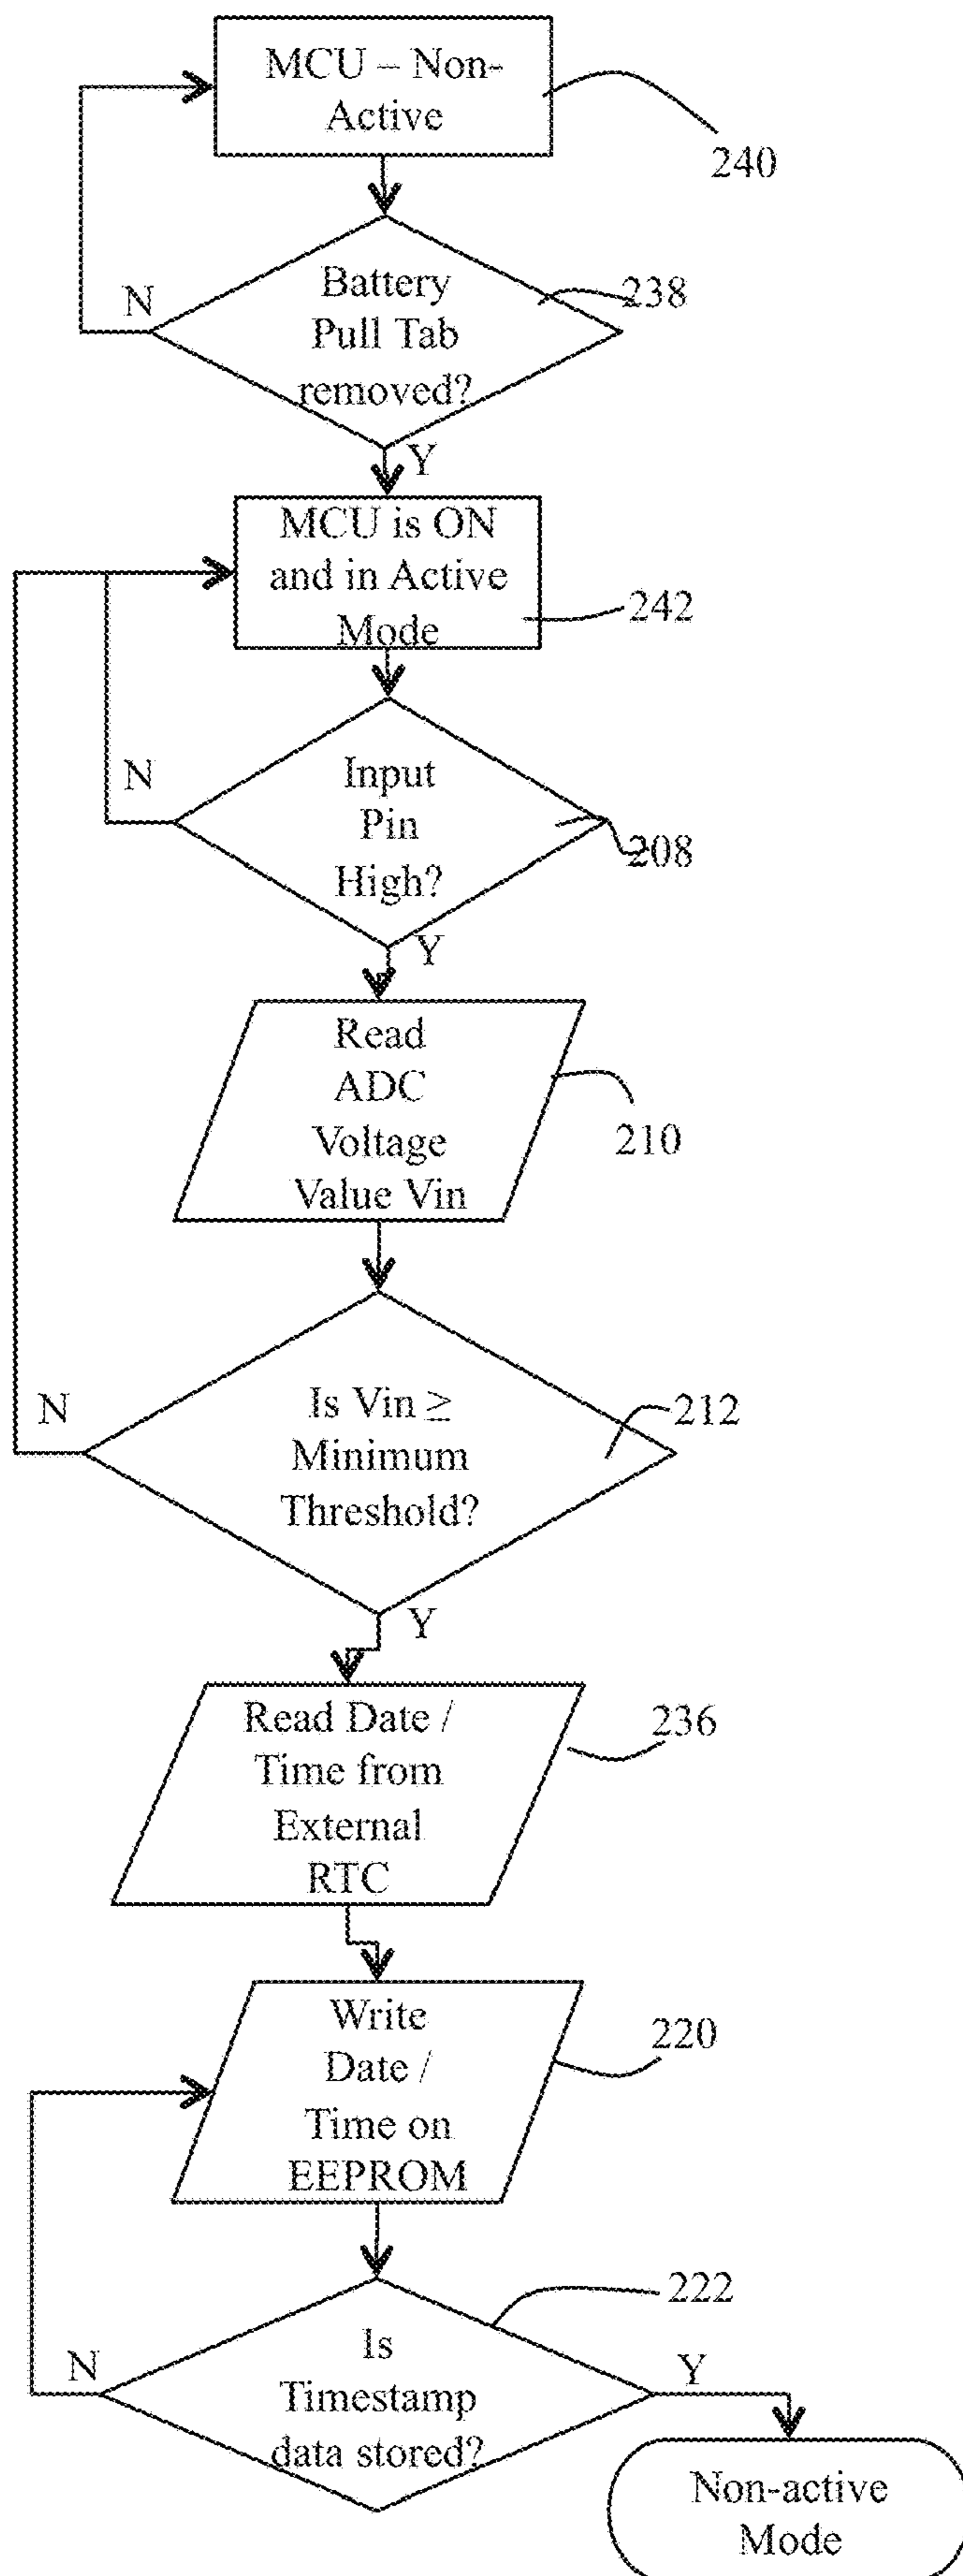 MCU – Non-
Active
240
N
Battery
Pull Tab
removed?
238
Y
MCU is ON
and in Active
Mode
242
N
Input
Pin
High?
208
Y
Read
ADC
Voltage
Value Vin
210
N
Is Vin ≥
Minimum
Threshold?
212
Y
Read Date /
Time from
External
RTC
236
Write
Date /
Time on
EEPROM
220
222
N
Is
Timestamp
data stored?
Y
Non-active
Mode